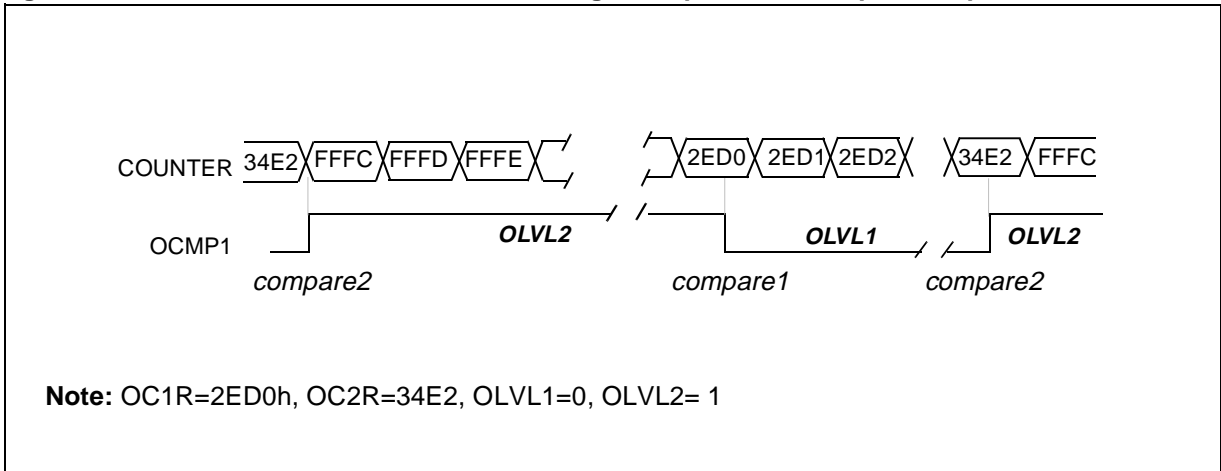 COUNTER 34E2 FFFC FFFD FFFE 2ED0 2ED1 2ED2 34E2 FFFC
OCMP1 OLVL2 OLVL1 OLVL2
compare2 compare1 compare2
Note: OC1R=2ED0h, OC2R=34E2, OLVL1=0, OLVL2= 1